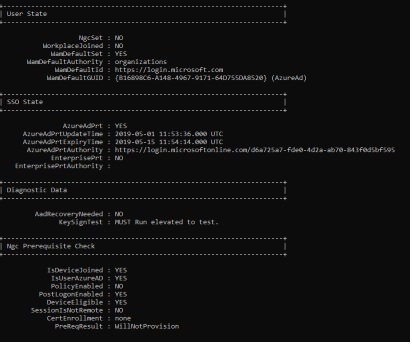 +----------------------------------------------------------------------+
| User State |
+----------------------------------------------------------------------+
NgcSet : NO
WorkplaceJoined : NO
WamDefaultSet : YES
WamDefaultAuthority : organizations
WamDefaultId : https://login.microsoft.com
WamDefaultGUID : {B16898C6-A148-4967-9171-64D755DA8520} (AzureAd)
+----------------------------------------------------------------------+
| SSO State |
+----------------------------------------------------------------------+
AzureAdPrt : YES
AzureAdPrtUpdateTime : 2019-05-01 11:53:36.000 UTC
AzureAdPrtExpiryTime : 2019-05-15 11:54:14.000 UTC
AzureAdPrtAuthority : https://login.microsoftonline.com/d6a725a7-fde0-4d2a-ab70-843f0d5bf595
EnterprisePrt : NO
EnterprisePrtAuthority :
+----------------------------------------------------------------------+
| Diagnostic Data |
+----------------------------------------------------------------------+
AadRecoveryNeeded : NO
KeySignTest : MUST Run elevated to test.
+----------------------------------------------------------------------+
| Ngc Prerequisite Check |
+----------------------------------------------------------------------+
IsDeviceJoined : YES
IsUserAzureAD : YES
PolicyEnabled : NO
PostLogonEnabled : YES
DeviceEligible : YES
SessionIsNotRemote : NO
CertEnrollment : none
PreReqResult : WillNotProvision